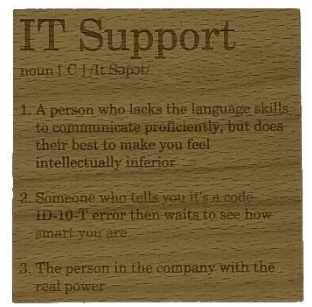 IT Support
noun [ C ] /It Səpɔt/
1. A person who lacks the language skills
to communicate proficiently, but does
their best to make you feel
intellectually inferior
2. Someone who tells you it's a code
ID-10-T error then waits to see how
smart you are
3. The person in the company with the
real power